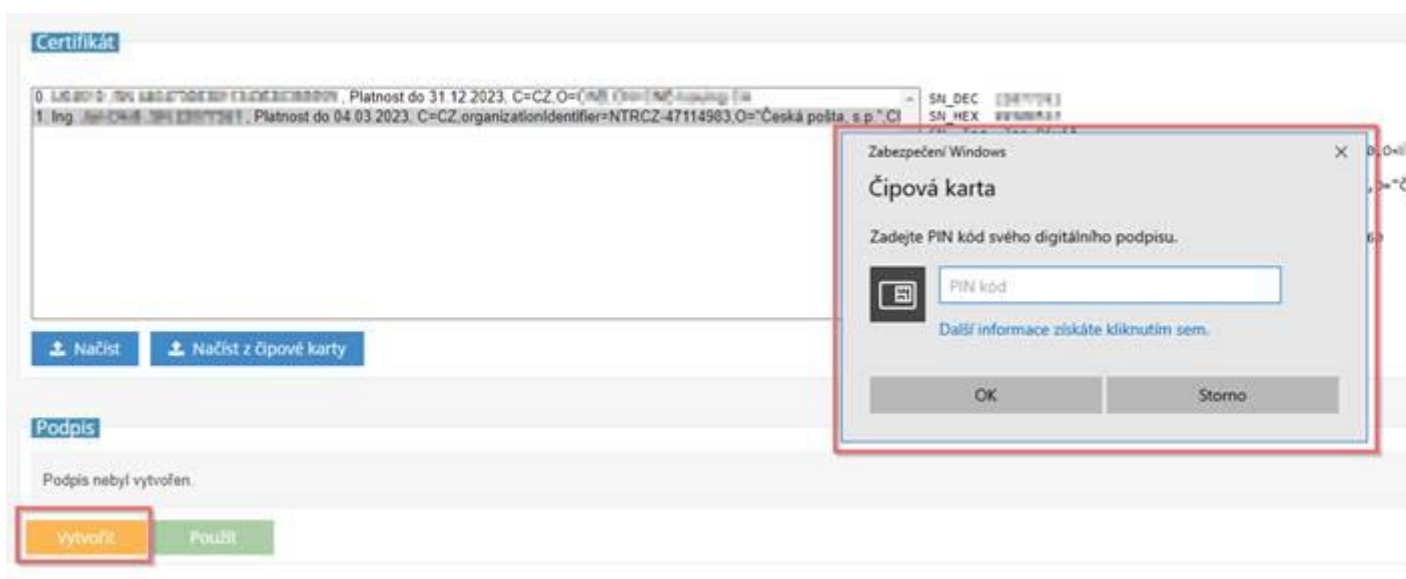 Certifikát
0. , Platnost do 31.12.2023, C=CZ,O=
1. Ing. , Platnost do 04.03.2023, C=CZ,organizationIdentifier=NTRCZ-47114983,O="Česká pošta, s.p.",
SN_DEC
SN_HEX
Zabezpečení Windows
Čipová karta
Zadejte PIN kód svého digitálního podpisu.
PIN kód
Další informace získáte kliknutím sem.
OK Storno
Načíst Načíst z čipové karty
Podpis
Podpis nebyl vytvořen.
Vytvořit Použít